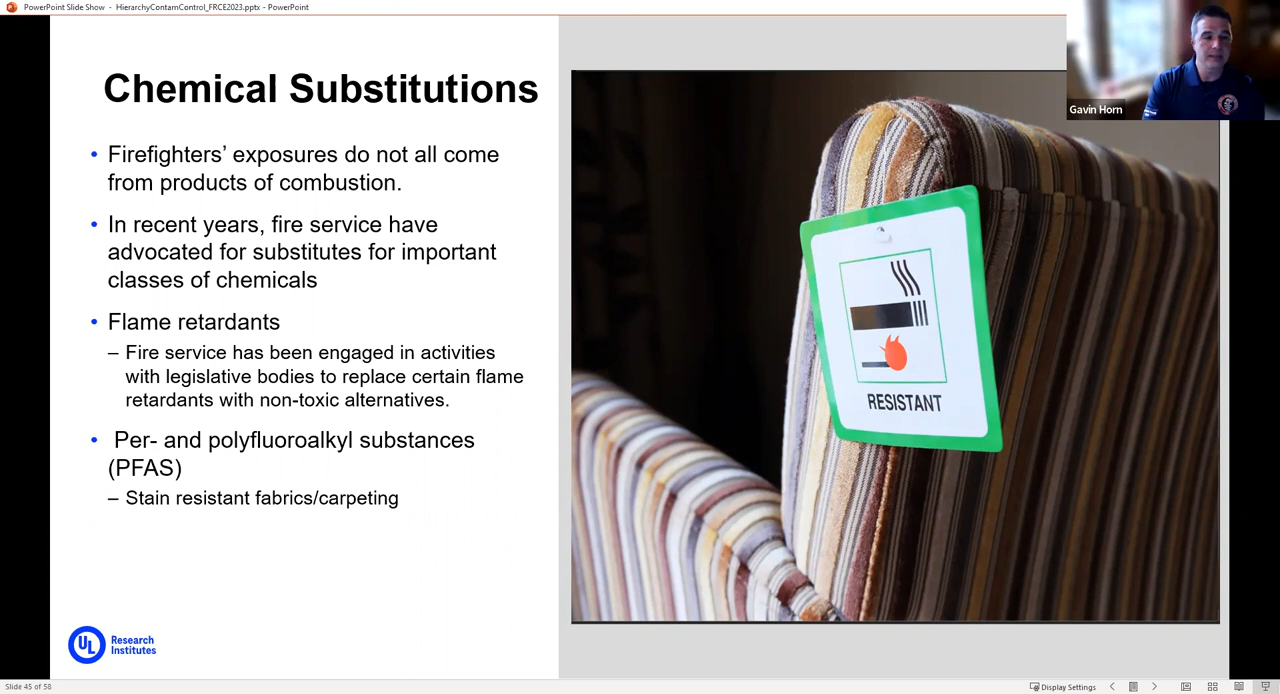 PowerPoint Slide Show - HierarchyContamControl_FRCE2023.pptx - PowerPoint
Gavin Horn
Chemical Substitutions
• Firefighters’ exposures do not all come
from products of combustion.
• In recent years, fire service have
advocated for substitutes for important
classes of chemicals
• Flame retardants
– Fire service has been engaged in activities
with legislative bodies to replace certain flame
retardants with non-toxic alternatives.
• Per- and polyfluoroalkyl substances
(PFAS)
– Stain resistant fabrics/carpeting
RESISTANT
UL Research
Institutes
Slide 45 of 58
Display Settings